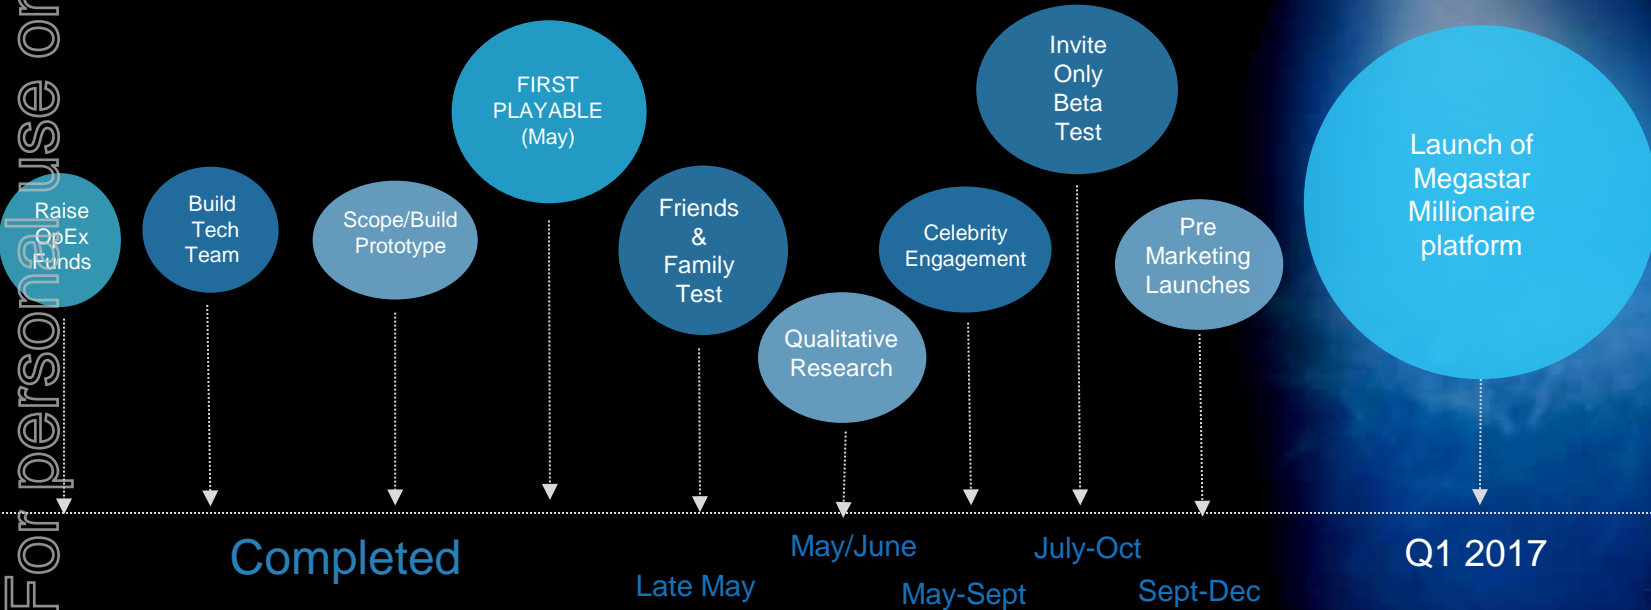 For personal use on
Raise
OpEx
Funds
Build
Tech
Team
Scope/Build
Prototype
FIRST
PLAYABLE
(May)
Friends
&
Family
Test
Qualitative
Research
Celebrity
Engagement
Invite
Only
Beta
Test
Pre
Marketing
Launches
Launch of
Megastar
Millionaire
platform
Completed
Late May
May/June
May-Sept
July-Oct
Sept-Dec
Q1 2017